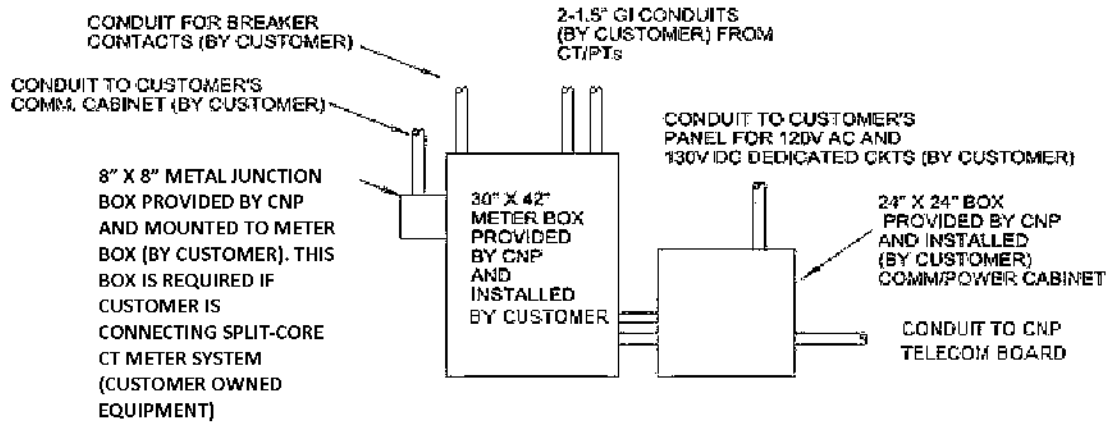 CONDUIT FOR BREAKER
CONTACTS (BY CUSTOMER)
2-1.5" GI CONDUITS
(BY CUSTOMER) FROM
CT/PTs
CONDUIT TO CUSTOMER'S
COMM. CABINET (BY CUSTOMER)
CONDUIT TO CUSTOMER'S
PANEL FOR 120V AC AND
130V DC DEDICATED CKTS (BY CUSTOMER)
8" X 8" METAL JUNCTION
BOX PROVIDED BY CNP
AND MOUNTED TO METER
BOX (BY CUSTOMER). THIS
BOX IS REQUIRED IF
CUSTOMER IS
CONNECTING SPLIT-CORE
CT METER SYSTEM
(CUSTOMER OWNED
EQUIPMENT)
30" X 42"
METER BOX
PROVIDED
BY CNP
AND
INSTALLED
BY CUSTOMER
24" X 24" BOX
PROVIDED BY CNP
AND INSTALLED
(BY CUSTOMER)
COMM/POWER CABINET
CONDUIT TO CNP
TELECOM BOARD